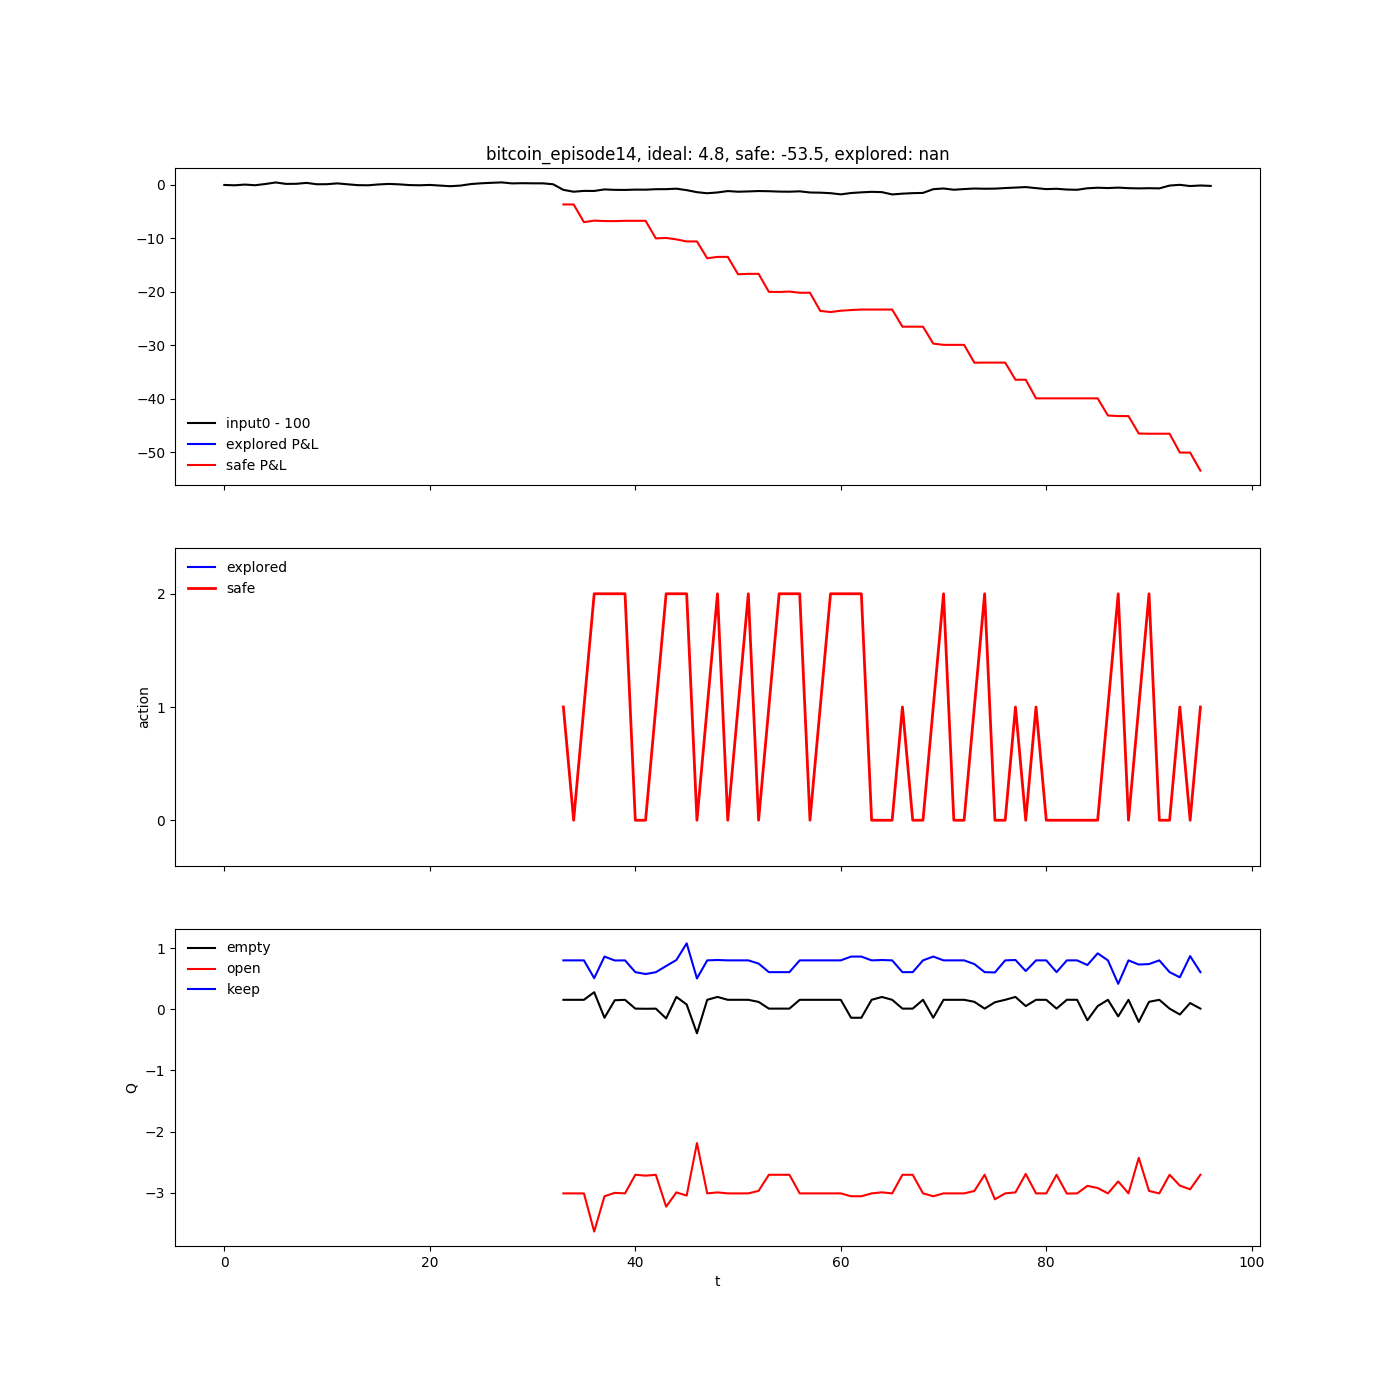 bitcoin_episode14, ideal: 4.8, safe: -53.5, explored: nan
0
−10
−20
−30
−40
−50
input0 - 100
explored P&L
safe P&L
2
1
0
action
explored
safe
1
0
−1
−2
−3
Q
empty
open
keep
0
20
40
60
80
100
t